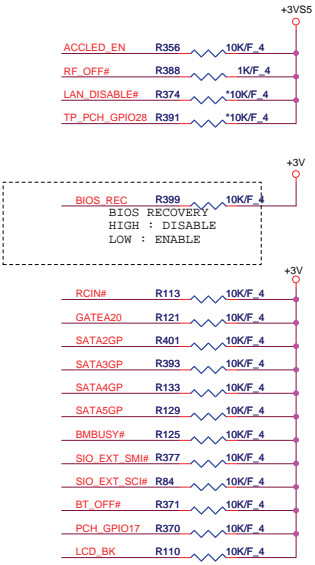 +3VS5
ACCLED_EN R356 10K/F_4
RF_OFF# R388 1K/F_4
LAN_DISABLE# R374 *10K/F_4
TP_PCH_GPIO28 R391 *10K/F_4
+3V
BIOS_REC R399 10K/F_4
BIOS RECOVERY
HIGH : DISABLE
LOW : ENABLE
+3V
RCIN# R113 10K/F_4
GATEA20 R121 10K/F_4
SATA2GP R401 10K/F_4
SATA3GP R393 10K/F_4
SATA4GP R133 10K/F_4
SATA5GP R129 10K/F_4
BMBUSY# R125 10K/F_4
SIO_EXT_SMI# R377 10K/F_4
SIO_EXT_SCI# R84 10K/F_4
BT_OFF# R371 10K/F_4
PCH_GPIO17 R370 10K/F_4
LCD_BK R110 10K/F_4